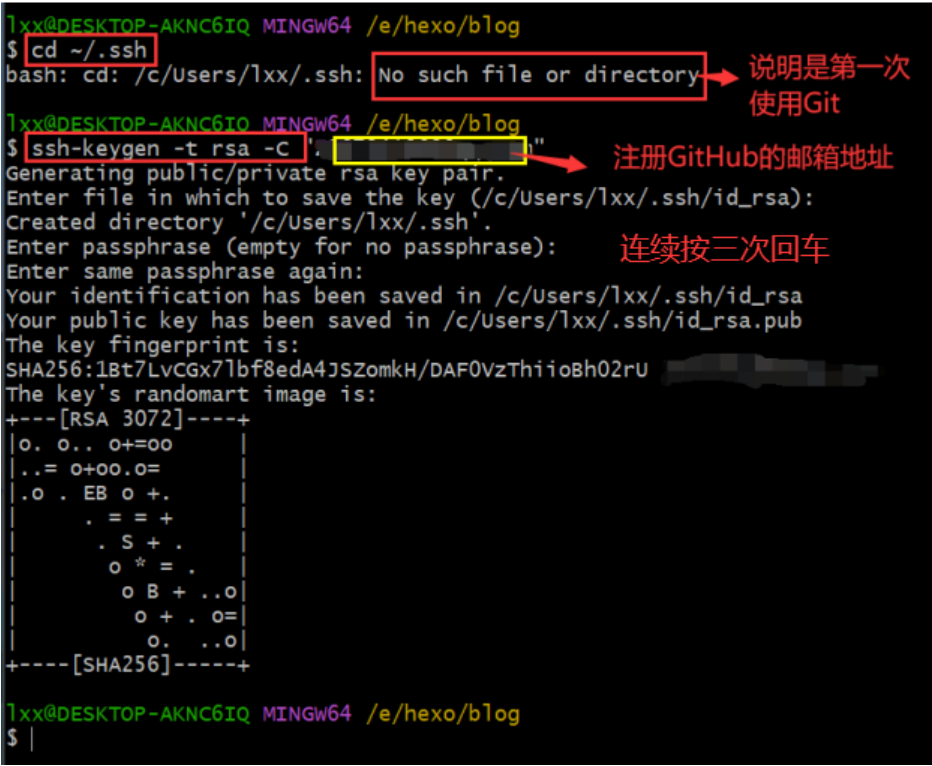 lxx@DESKTOP-AKNC6IQ MINGW64 /e/hexo/blog
$ cd ~/.ssh
bash: cd: /c/Users/lxx/.ssh: No such file or directory
说明是第一次
使用Git
lxx@DESKTOP-AKNC6IQ MINGW64 /e/hexo/blog
$ ssh-keygen -t rsa -C "
注册GitHub的邮箱地址
Generating public/private rsa key pair.
Enter file in which to save the key (/c/Users/lxx/.ssh/id_rsa):
Created directory '/c/Users/lxx/.ssh'.
Enter passphrase (empty for no passphrase):
连续按三次回车
Enter same passphrase again:
Your identification has been saved in /c/Users/lxx/.ssh/id_rsa
Your public key has been saved in /c/Users/lxx/.ssh/id_rsa.pub
The key fingerprint is:
SHA256:1Bt7LvCGx7lbf8edA4JSZomkH/DAF0VzThiioBh02rU
The key's randomart image is:
+---[RSA 3072]----+
|o. o.. o+=oo     |
|..= o+oo.o=      |
|.o . EB o +.     |
|     . = = +     |
|      . S + .    |
|       o * = .   |
|        o B + ..o|
|         o + . o=|
|          o.  ..o|
+----[SHA256]-----+
lxx@DESKTOP-AKNC6IQ MINGW64 /e/hexo/blog
$